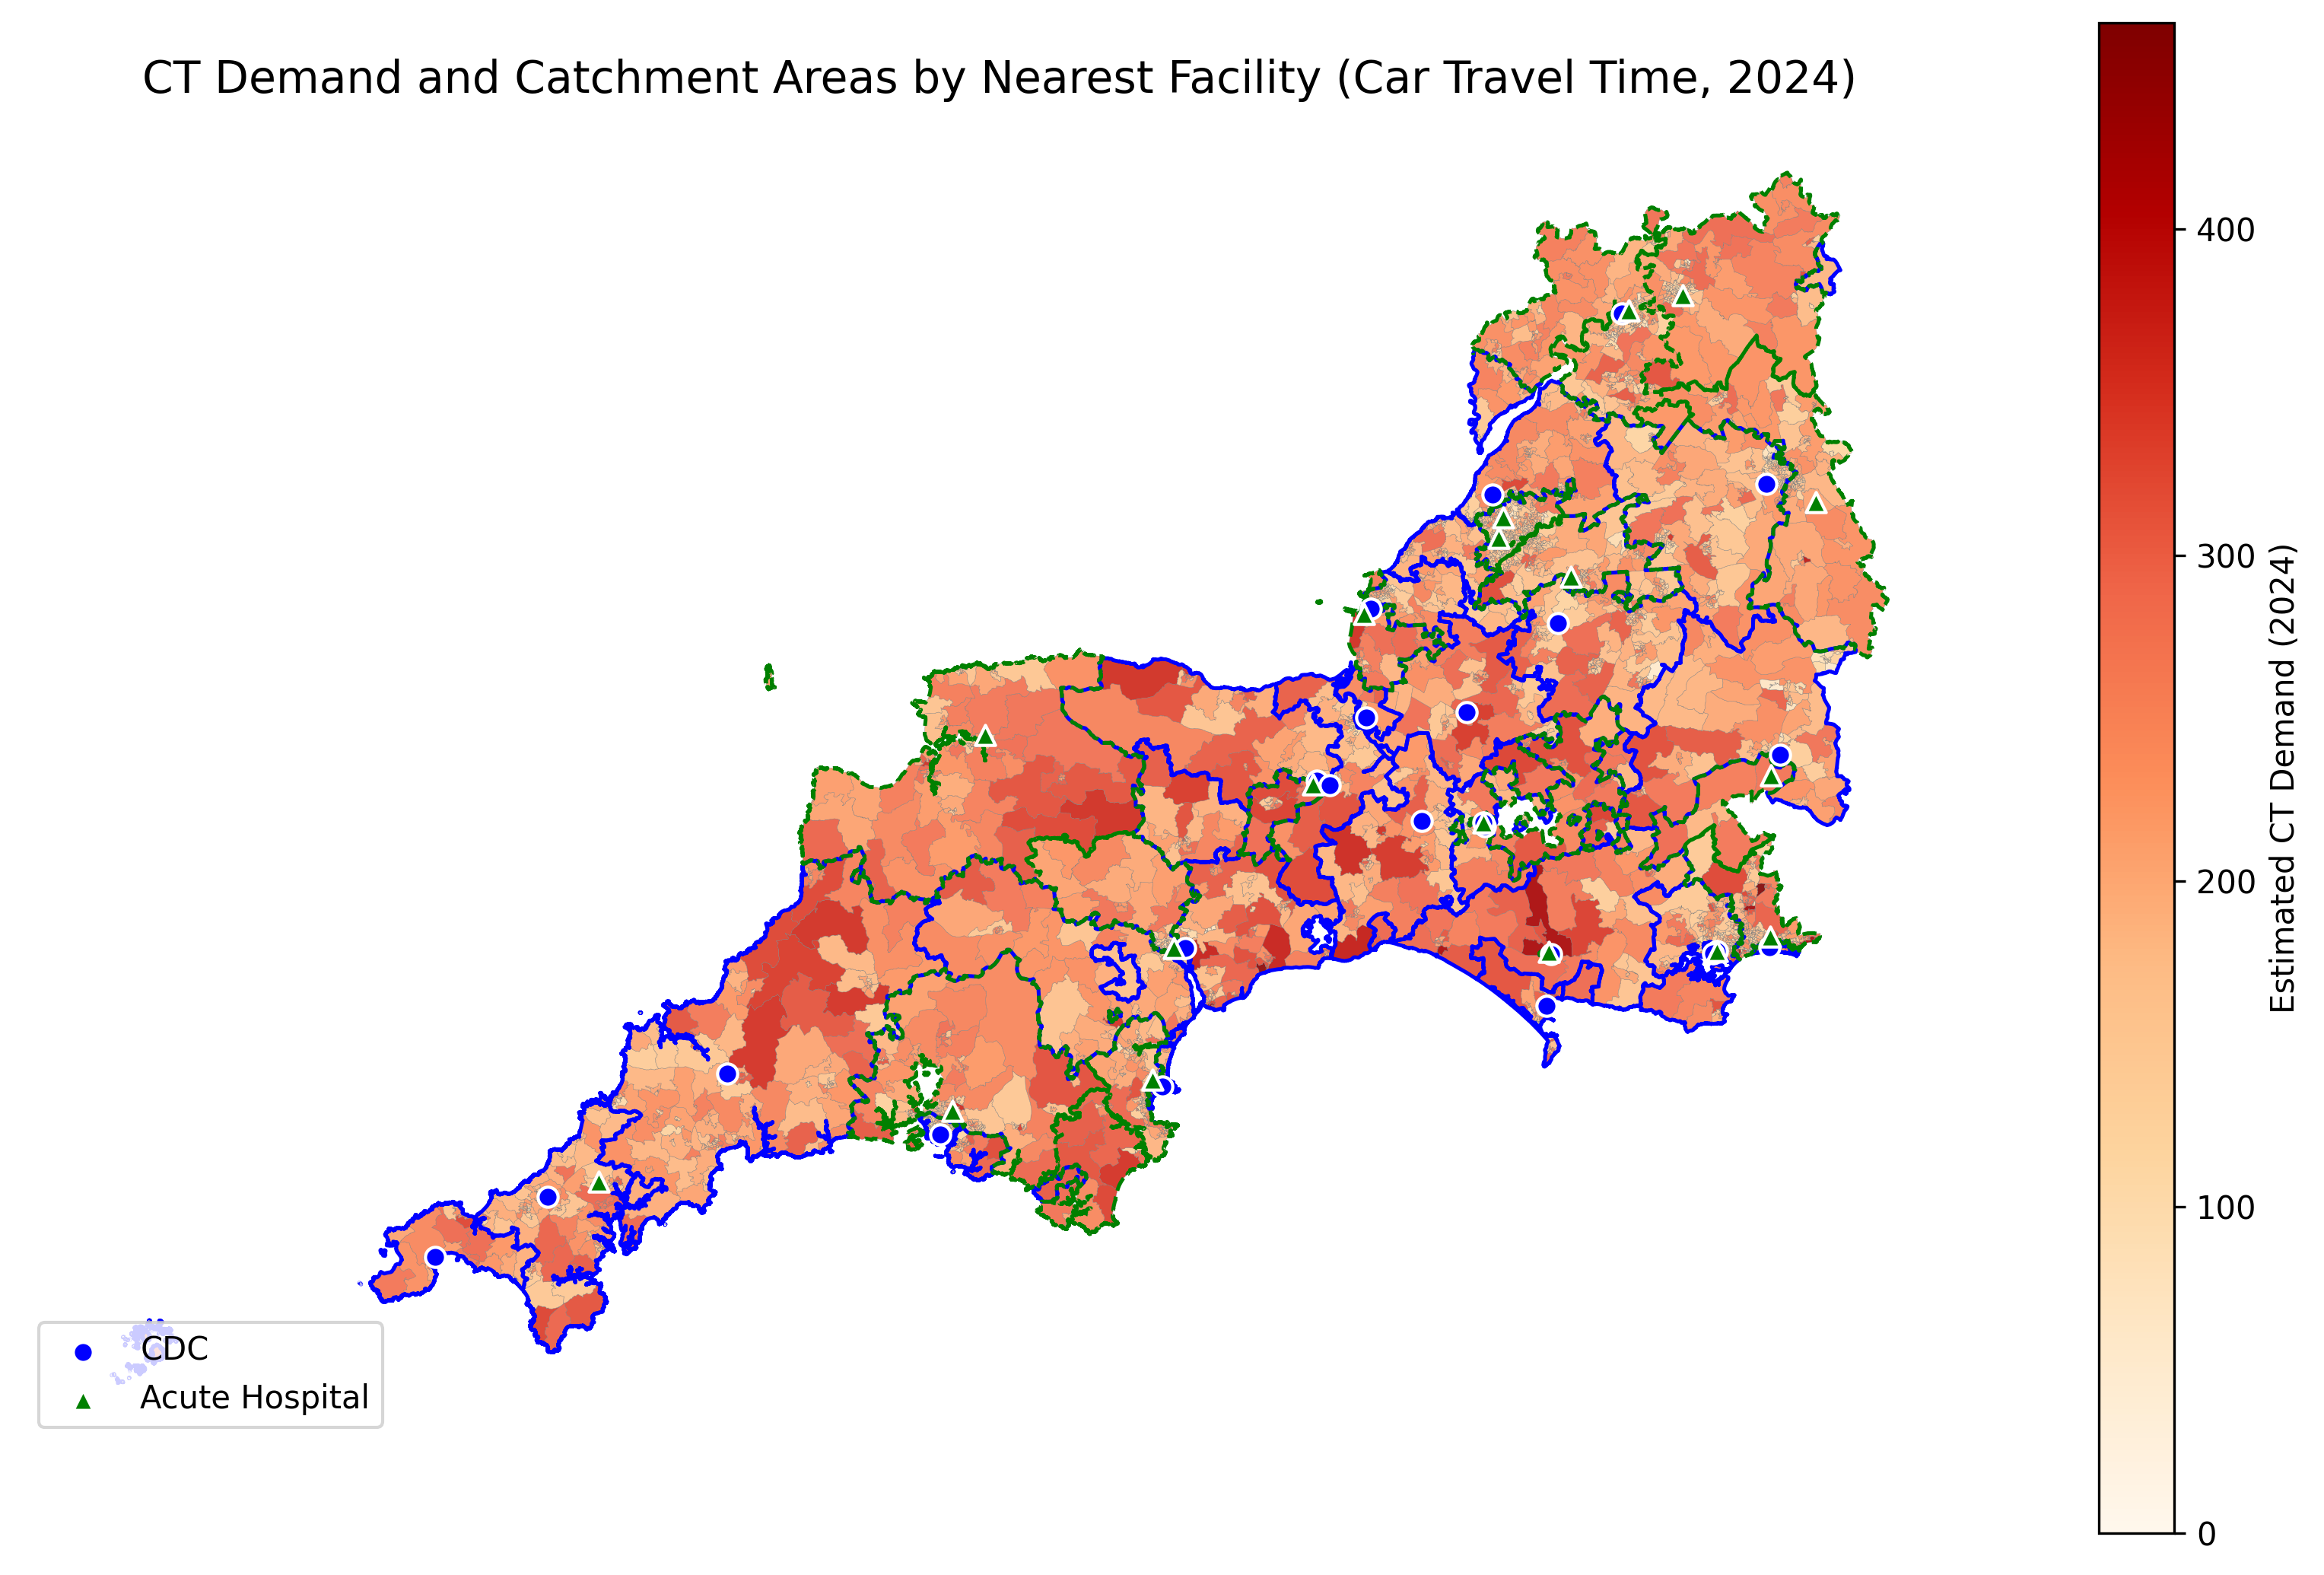 CT Demand and Catchment Areas by Nearest Facility (Car Travel Time, 2024)
400
300
200
100
0
Estimated CT Demand (2024)
CDC
Acute Hospital